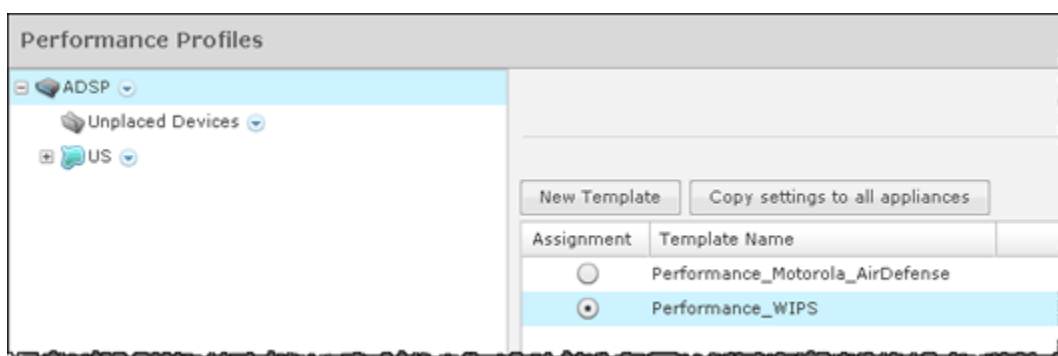 Performance Profiles
ADSP
Unplaced Devices
US
New Template
Copy settings to all appliances
Assignment
Template Name
Performance_Motorola_AirDefense
Performance_WIPS